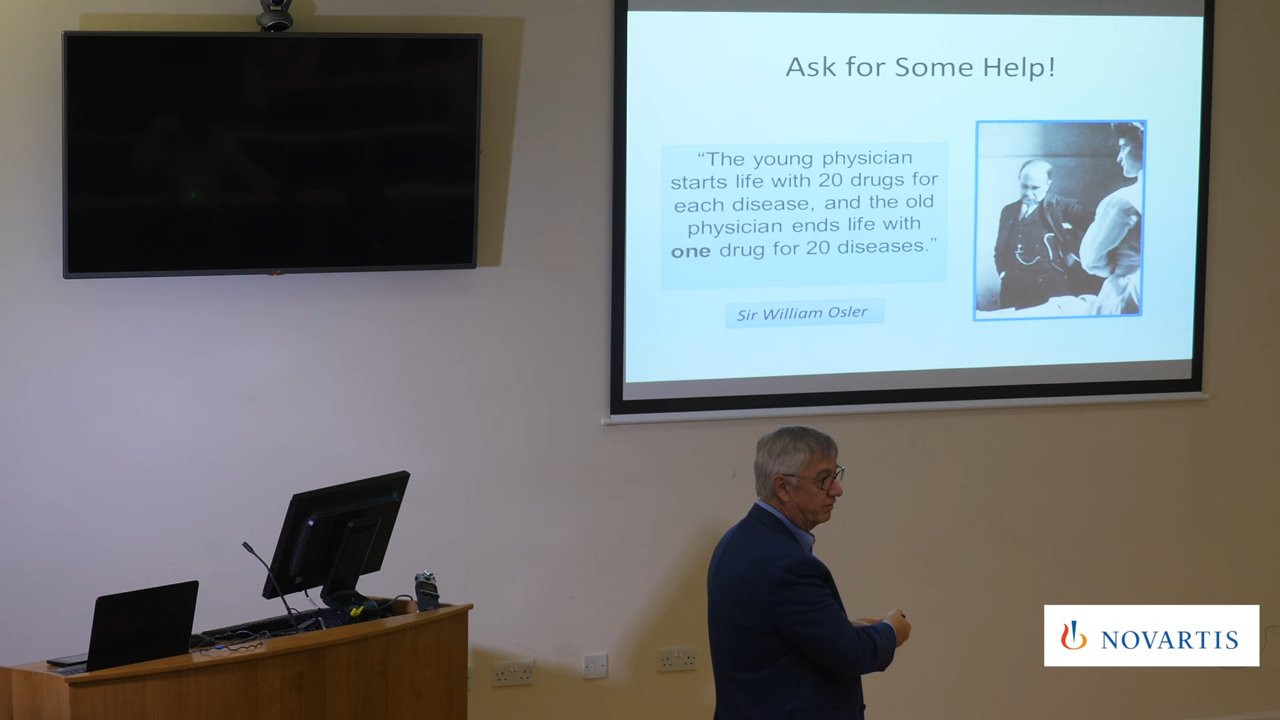 Ask for Some Help!
“The young physician
starts life with 20 drugs for
each disease, and the old
physician ends life with
one drug for 20 diseases.”
Sir William Osler
NOVARTIS